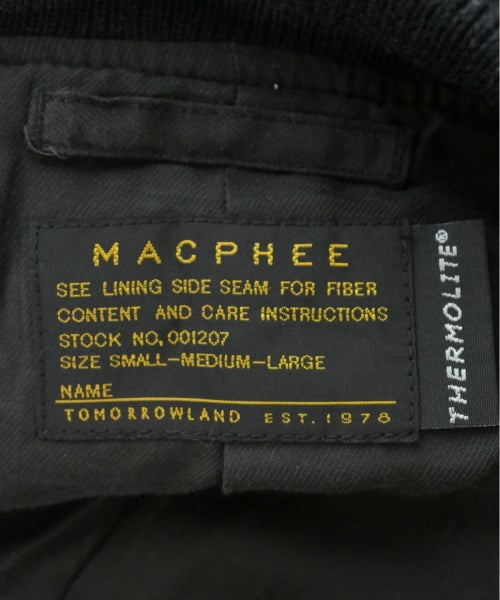 MACPHEE
SEE LINING SIDE SEAM FOR FIBER
CONTENT AND CARE INSTRUCTIONS
STOCK NO, 001207
SIZE SMALL-MEDIUM-LARGE
NAME
TOMORROWLAND EST. 1978
THERMOLITE®